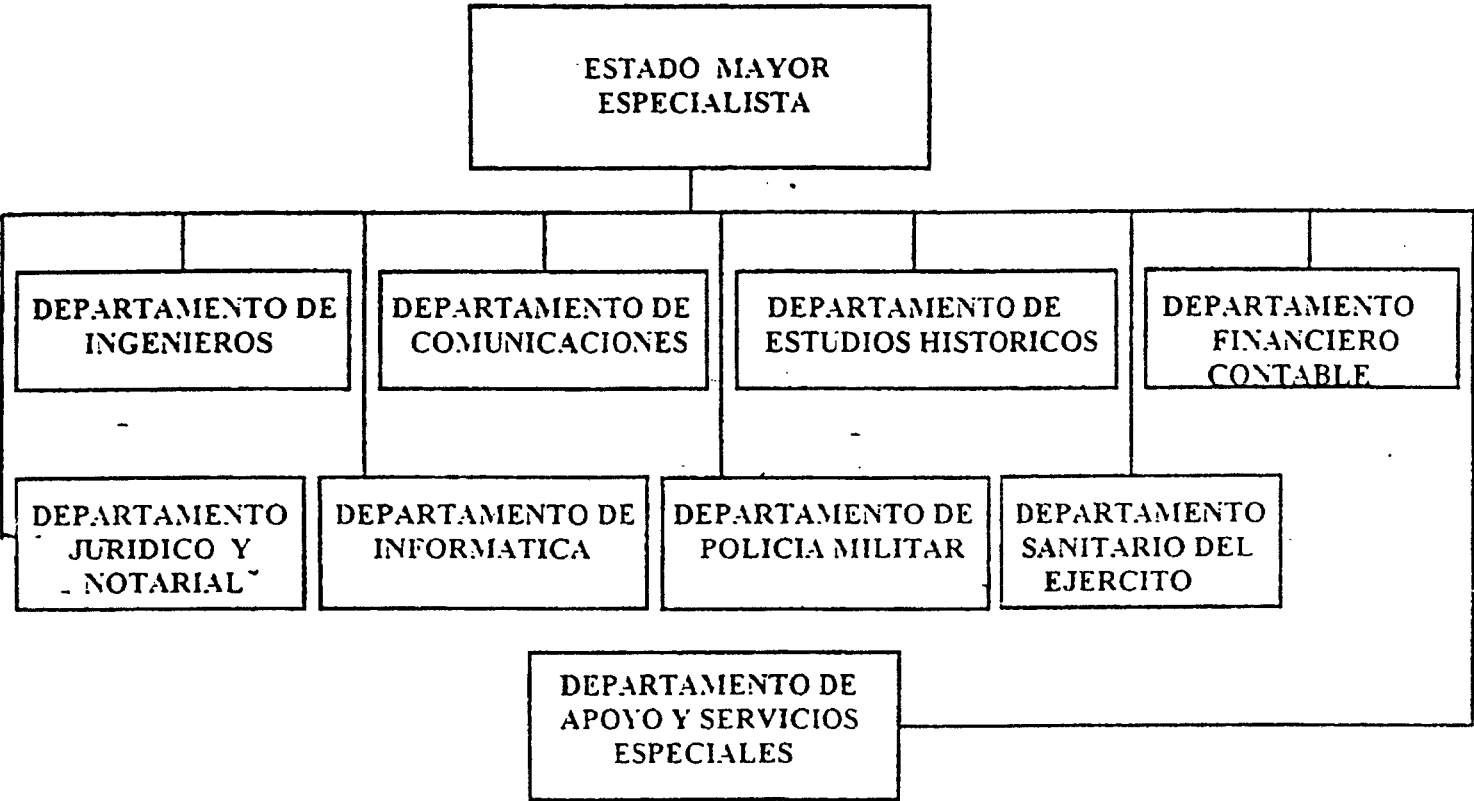 ESTADO MAYOR
ESPECIALISTA
DEPARTAMENTO DE
INGENIEROS
DEPARTAMENTO DE
COMUNICACIONES
DEPARTAMENTO DE
ESTUDIOS HISTORICOS
DEPARTAMENTO
FINANCIERO
CONTABLE
DEPARTAMENTO
JURIDICO Y
NOTARIAL
DEPARTAMENTO DE
INFORMATICA
DEPARTAMENTO DE
POLICIA MILITAR
DEPARTAMENTO
SANITARIO DEL
EJERCITO
DEPARTAMENTO DE
APOYO Y SERVICIOS
ESPECIALES